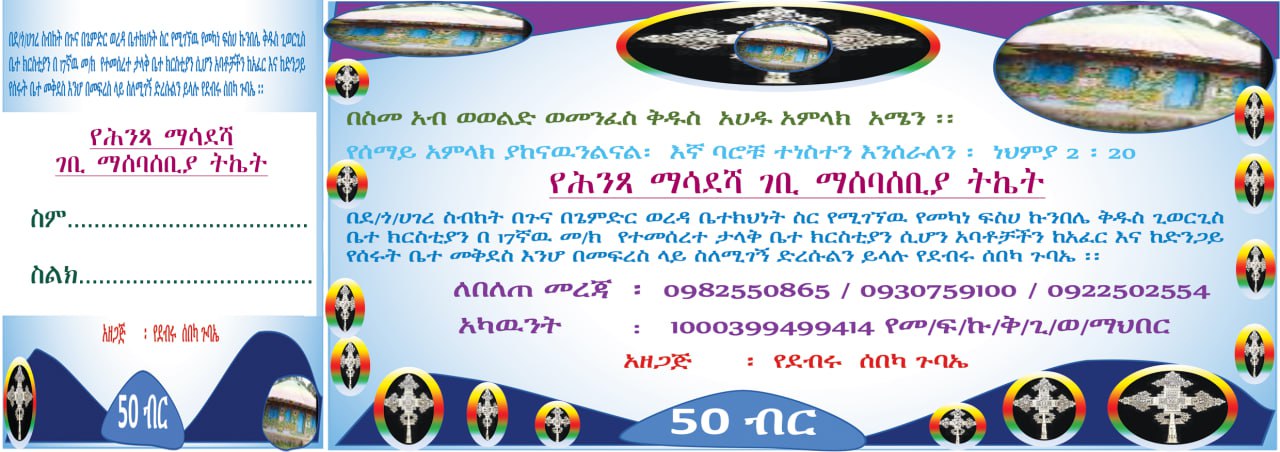 በደ/ጎ/ሀገረ ስብከት በጉና በጌምድር ወረዳ ቤተክህነት ስር የሚገኘዉ የመካነ ፍስሀ ኩንበሌ ቅዱስ ጊወርጊስ
ቤተ ክርስቲያን በ 17ኛዉ መ/ክ የተመሰረተ ታላቅ ቤተ ክርስቲያን ሲሆን አባቶቻችን ከአፈር እና ከድንጋይ
የሰሩት ቤተ መቅደስ እንሆ በመፍረስ ላይ ስለሚገኝ ድረሱልን ይላሉ የደብሩ ሰበካ ጉባኤ ፡፡
የሕንጻ ማሳደሻ
ገቢ ማሰባሰቢያ ትኬት
ስም....................................
ስልክ...................................
አዘጋጅ ፡ የደብሩ ሰበካ ጉባኤ
50 ብር
በስመ አብ ወወልድ ወመንፈስ ቅዱስ አሀዱ አምላክ አሜን ፡፡
የሰማይ አምላክ ያከናዉንልናል፡ እኛ ባሮቹ ተነስተን እንሰራለን ፡ ነህምያ 2 ፡ 20
የሕንጻ ማሳደሻ ገቢ ማሰባሰቢያ ትኬት
በደ/ጎ/ሀገረ ስብከት በጉና በጌምድር ወረዳ ቤተክህነት ስር የሚገኘዉ የመካነ ፍስሀ ኩንበሌ ቅዱስ ጊወርጊስ
ቤተ ክርስቲያን በ 17ኛዉ መ/ክ የተመሰረተ ታላቅ ቤተ ክርስቲያን ሲሆን አባቶቻችን ከአፈር እና ከድንጋይ
የሰሩት ቤተ መቅደስ እንሆ በመፍረስ ላይ ስለሚገኝ ድረሱልን ይላሉ የደብሩ ሰበካ ጉባኤ ፡፡
ለበለጠ መረጃ ፡ 0982550865 / 0930759100 / 0922502554
አካዉንት ፡ 1000399499414 የመ/ፍ/ኩ/ቅ/ጊ/ወ/ማህበር
አዘጋጅ ፡ የደብሩ ሰበካ ጉባኤ
50 ብር